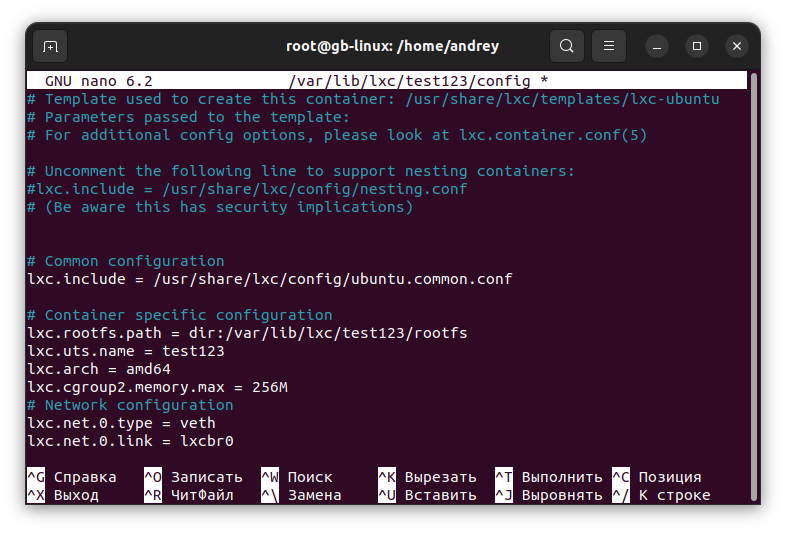 root@gb-linux: /home/andrey
GNU nano 6.2 /var/lib/lxc/test123/config *
# Template used to create this container: /usr/share/lxc/templates/lxc-ubuntu
# Parameters passed to the template:
# For additional config options, please look at lxc.container.conf(5)
# Uncomment the following line to support nesting containers:
#lxc.include = /usr/share/lxc/config/nesting.conf
# (Be aware this has security implications)
# Common configuration
lxc.include = /usr/share/lxc/config/ubuntu.common.conf
# Container specific configuration
lxc.rootfs.path = dir:/var/lib/lxc/test123/rootfs
lxc.uts.name = test123
lxc.arch = amd64
lxc.cgroup2.memory.max = 256M
# Network configuration
lxc.net.0.type = veth
lxc.net.0.link = lxcbr0
^G Справка ^O Записать ^W Поиск ^K Вырезать ^T Выполнить ^C Позиция
^X Выход ^R ЧитФайл ^\ Замена ^U Вставить ^J Выровнять ^/ К строке